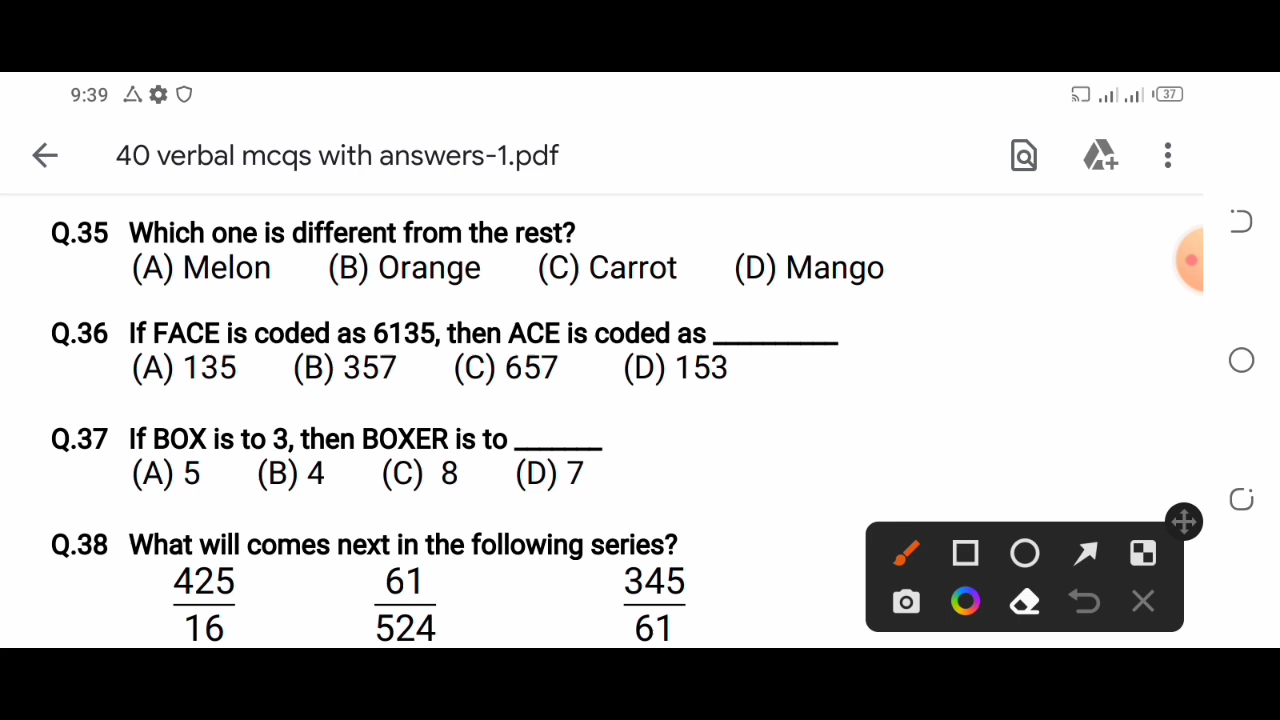 9:39 37
40 verbal mcqs with answers-1.pdf
Q.35 Which one is different from the rest?
(A) Melon (B) Orange (C) Carrot (D) Mango
Q.36 If FACE is coded as 6135, then ACE is coded as __________
(A) 135 (B) 357 (C) 657 (D) 153
Q.37 If BOX is to 3, then BOXER is to _______
(A) 5 (B) 4 (C) 8 (D) 7
Q.38 What will comes next in the following series?
425 61 345
16 524 61